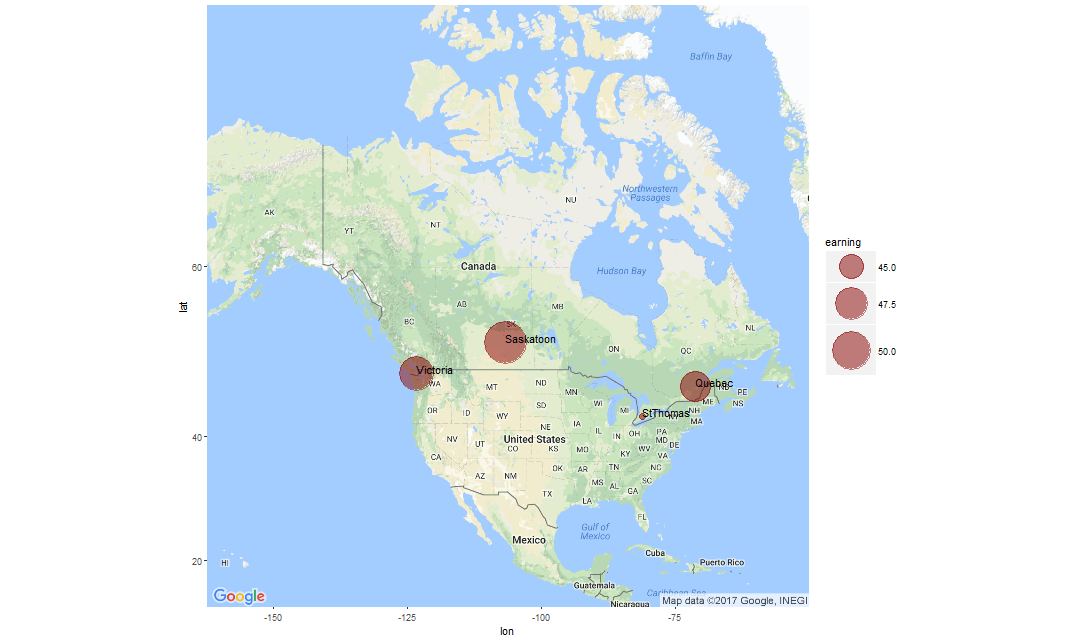 Baffin Bay
Northwestern
Passages
AK
YT
NT
NU
60
Canada
Hudson Bay
AB
MB
BC
SK
ON
QC
NL
Saskatoon
Victoria
Quebec
StThomas
WA
MT
ND
MN
NB
PE
NS
ME
OR
ID
WY
SD
WI
MI
NH
NY
MA
40
NV
UT
CO
United States
NE
KS
IA
IL
IN
OH
PA
MD
DE
MO
KY
WV
VA
CA
AZ
NM
OK
AR
TN
NC
SC
MS
AL
GA
TX
LA
FL
Gulf of
Mexico
Mexico
Cuba
Puerto Rico
20
HI
Guatemala
Caribbean Sea
Nicaragua
Google
Map data ©2017 Google, INEGI
-150
-125
-100
-75
lon
lat
earning
45.0
47.5
50.0